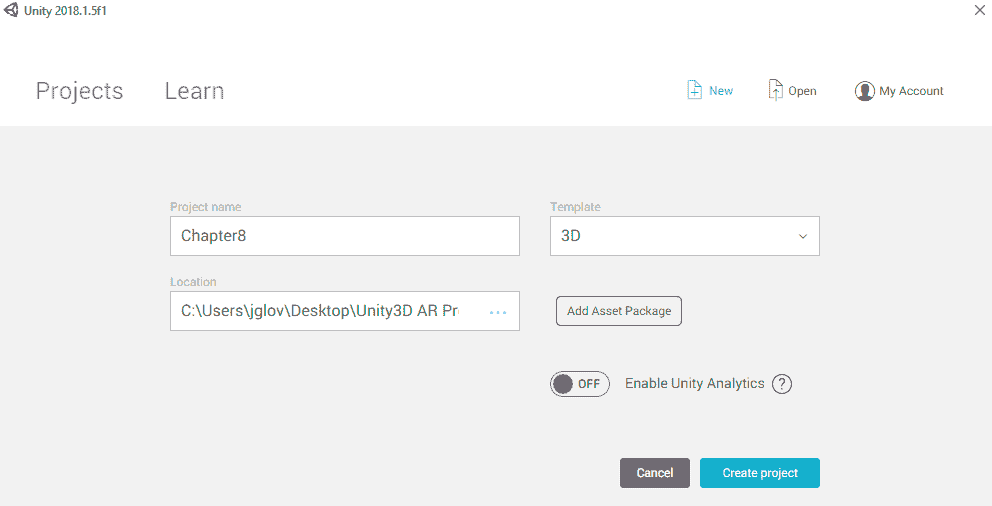 Unity 2018.1.5f1
Projects Learn New Open My Account
Project name Template
Chapter8 3D
Location
C:\Users\jglov\Desktop\Unity3D AR Pr ...
Add Asset Package
OFF Enable Unity Analytics ?
Cancel Create project